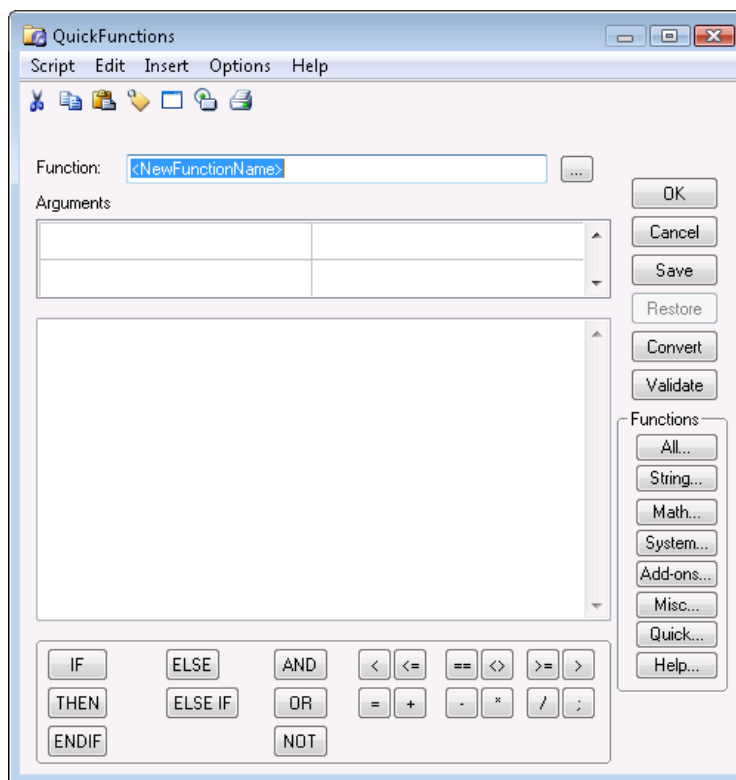 QuickFunctions
Script Edit Insert Options Help
Function: <NewFunctionName> ...
Arguments
OK
Cancel
Save
Restore
Convert
Validate
Functions
All...
String...
Math...
System...
Add-ons...
Misc...
Quick...
Help...
IF ELSE AND < <= == <> >= >
THEN ELSE IF OR = + - * / ;
ENDIF NOT